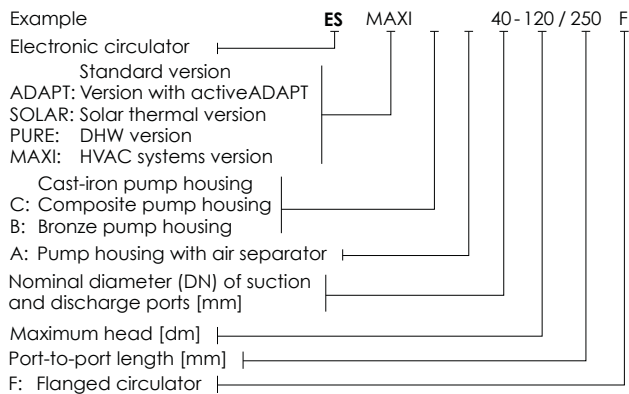 Example ES MAXI 40-120 / 250 F
Electronic circulator
Standard version
ADAPT: Version with activeADAPT
SOLAR: Solar thermal version
PURE: DHW version
MAXI: HVAC systems version
Cast-iron pump housing
C: Composite pump housing
B: Bronze pump housing
A: Pump housing with air separator
Nominal diameter (DN) of suction
and discharge ports [mm]
Maximum head [dm]
Port-to-port length [mm]
F: Flanged circulator